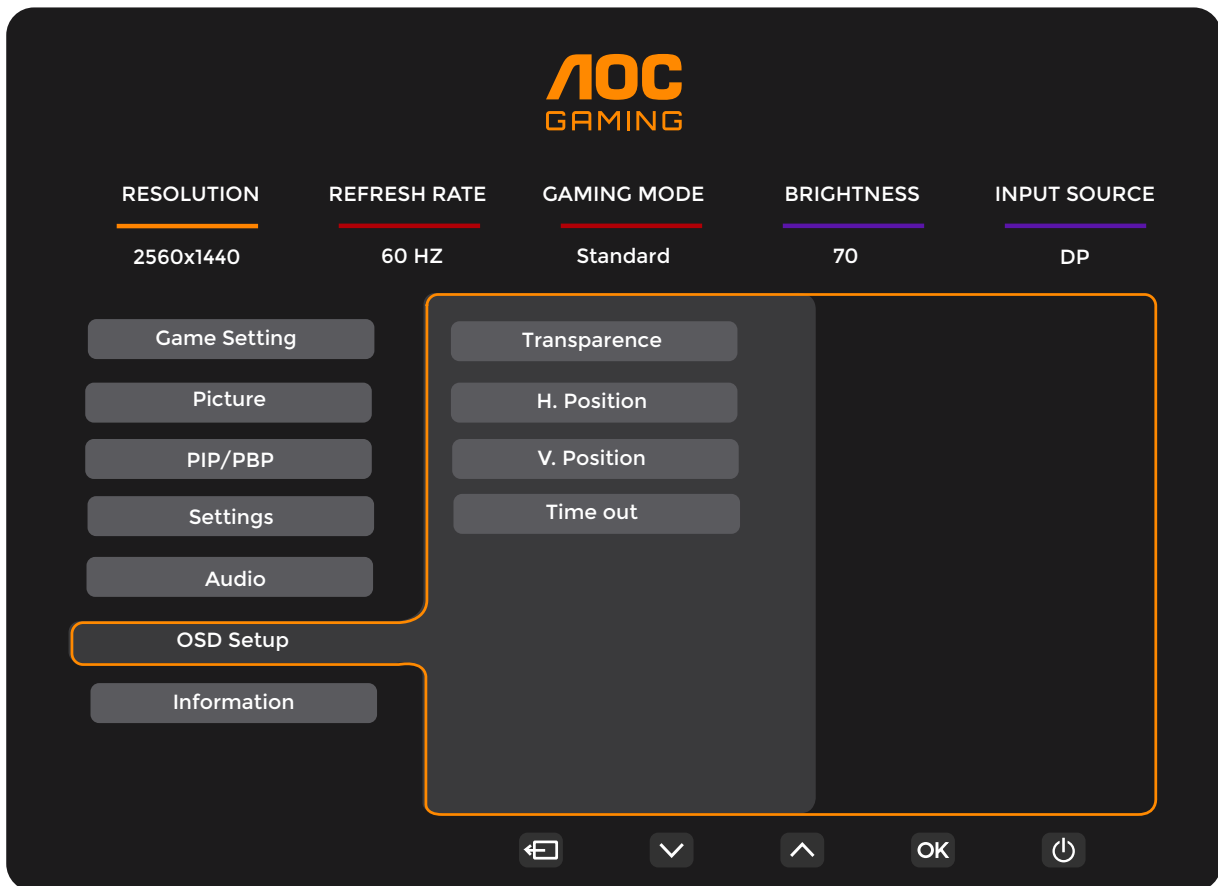 AOC
GAMING
RESOLUTION REFRESH RATE GAMING MODE BRIGHTNESS INPUT SOURCE
2560x1440 60 HZ Standard 70 DP
Game Setting
Picture
PIP/PBP
Settings
Audio
OSD Setup
Information
Transparence
H. Position
V. Position
Time out
OK